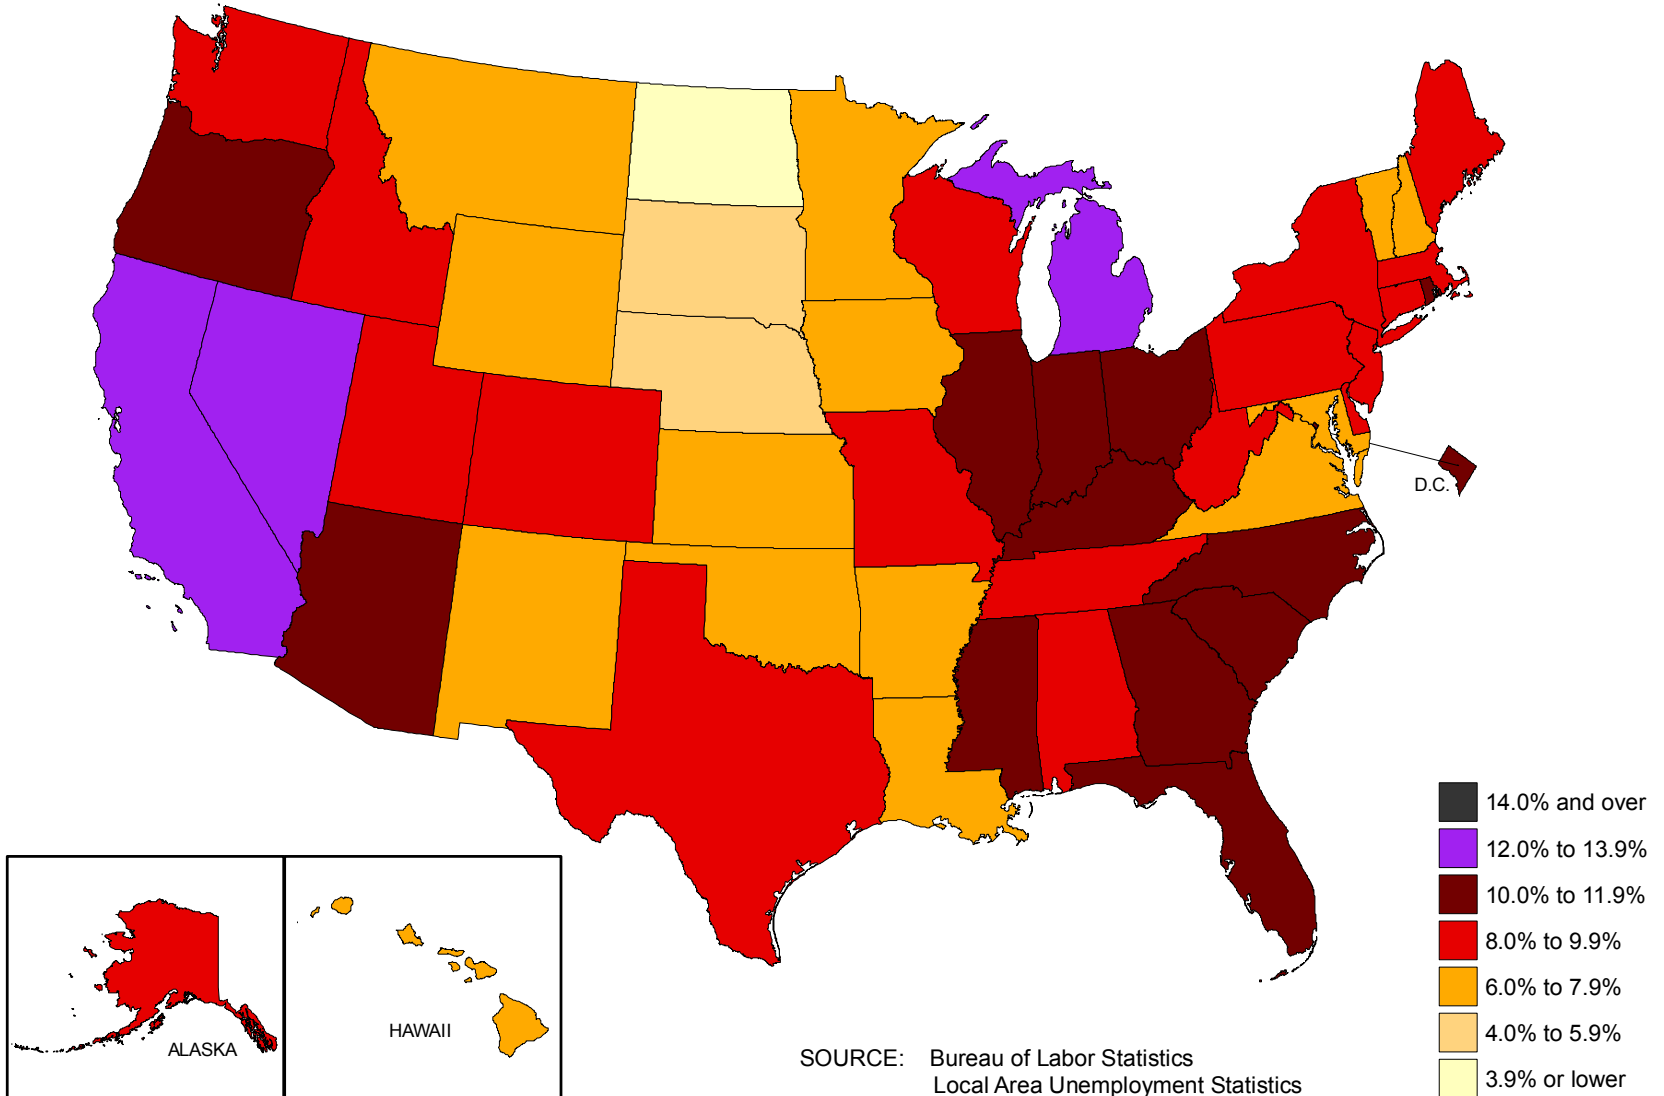 D.C.
14.0% and over
12.0% to 13.9%
10.0% to 11.9%
8.0% to 9.9%
6.0% to 7.9%
4.0% to 5.9%
3.9% or lower
ALASKA
HAWAII
SOURCE: Bureau of Labor Statistics
Local Area Unemployment Statistics